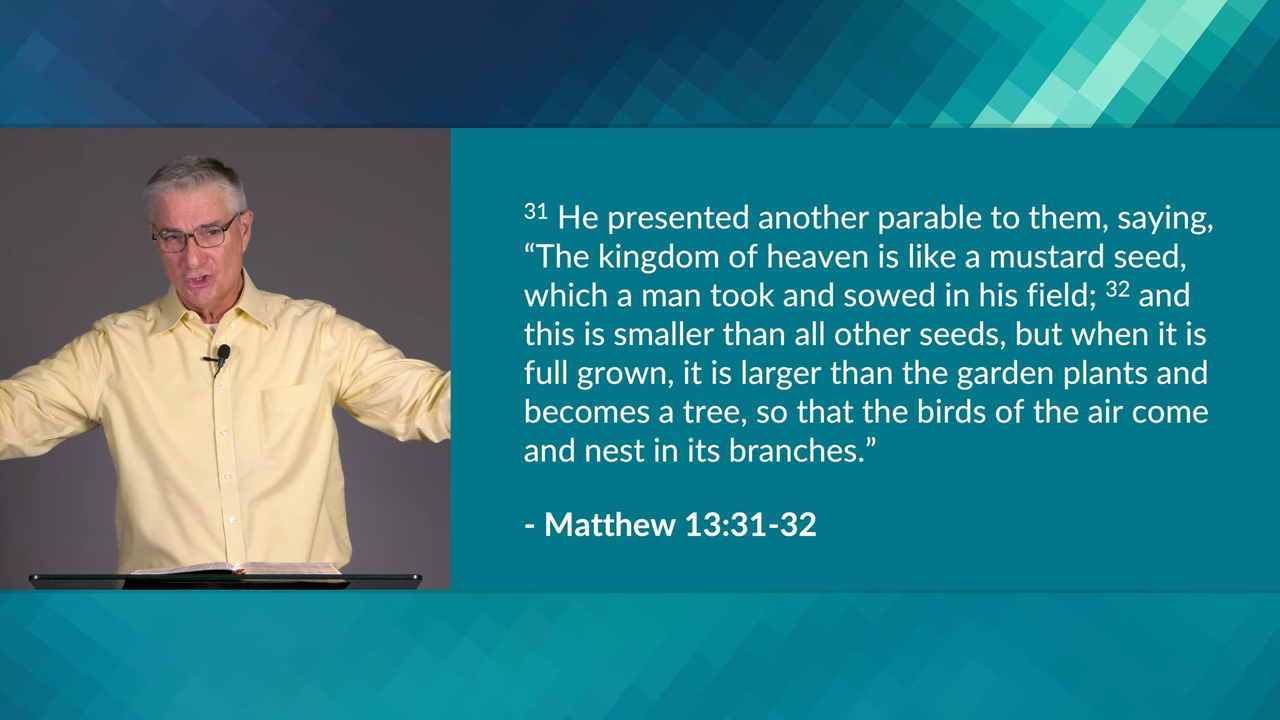 31 He presented another parable to them, saying,
“The kingdom of heaven is like a mustard seed,
which a man took and sowed in his field; 32 and
this is smaller than all other seeds, but when it is
full grown, it is larger than the garden plants and
becomes a tree, so that the birds of the air come
and nest in its branches.”
- Matthew 13:31-32